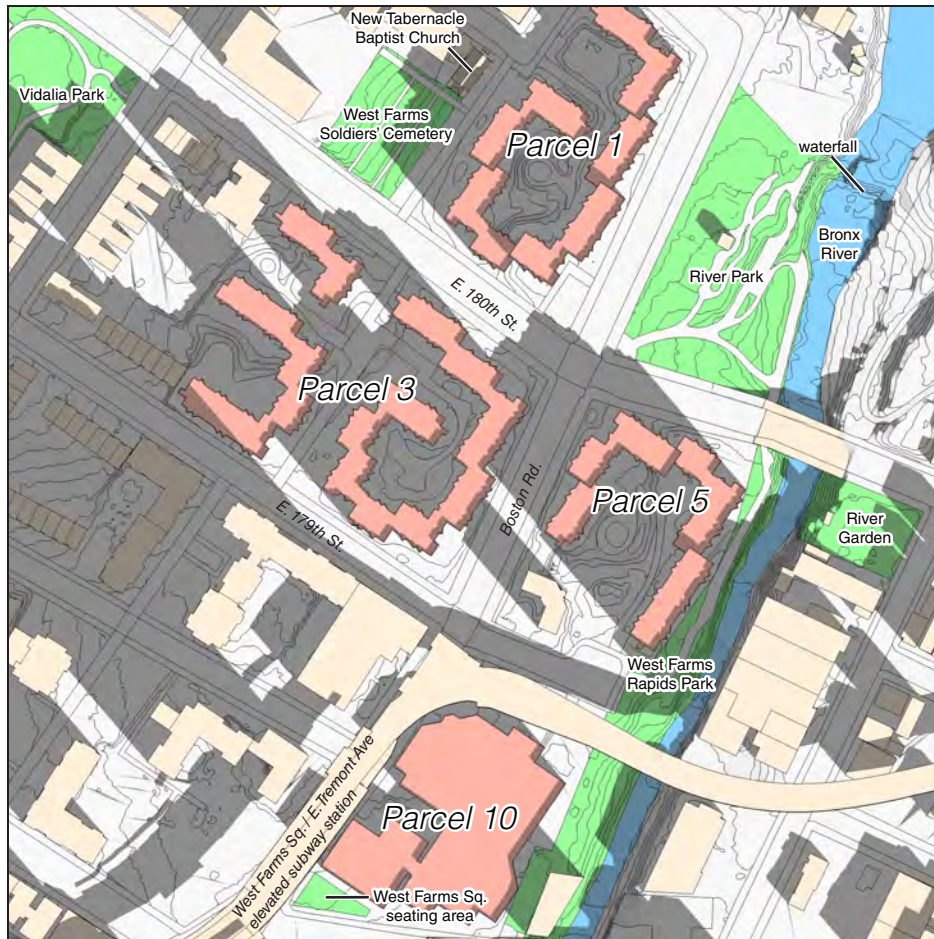 New Tabernacle
Baptist Church
Vidalia Park
West Farms
Soldiers' Cemetery
Parcel 1
waterfall
Bronx
River
River Park
E. 180th St.
Parcel 3
Boston Rd.
Parcel 5
E. 179th St.
River
Garden
West Farms
Rapids Park
West Farms Sq./ E. Tremont Ave
elevated subway station
Parcel 10
West Farms Sq.
seating area